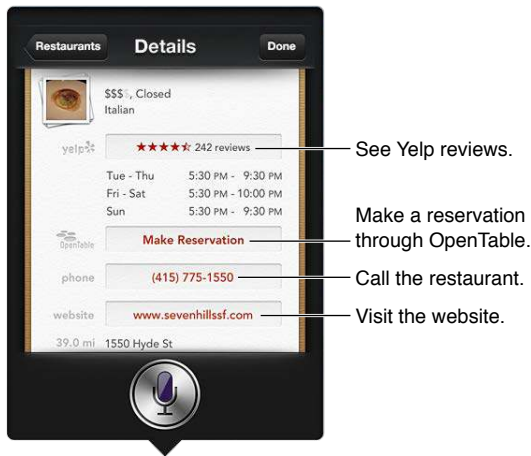 Restaurants Details Done
$$$$, Closed
Italian
yelp ★★★★½ 242 reviews
See Yelp reviews.
Tue - Thu 5:30 PM - 9:30 PM
Fri - Sat 5:30 PM - 10:00 PM
Sun 5:30 PM - 9:30 PM
OpenTable Make Reservation
Make a reservation
through OpenTable.
phone (415) 775-1550
Call the restaurant.
website www.sevenhillssf.com
Visit the website.
39.0 mi 1550 Hyde St